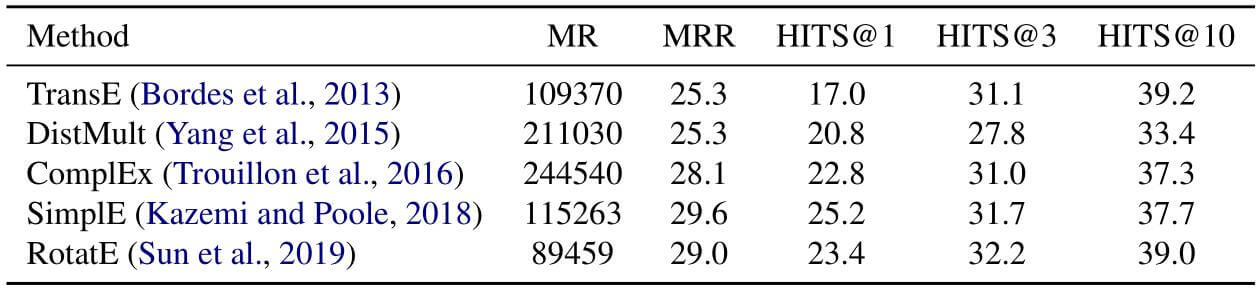 Method MR MRR HITS@1 HITS@3 HITS@10
TransE (Bordes et al., 2013) 109370 25.3 17.0 31.1 39.2
DistMult (Yang et al., 2015) 211030 25.3 20.8 27.8 33.4
ComplEx (Trouillon et al., 2016) 244540 28.1 22.8 31.0 37.3
SimplE (Kazemi and Poole, 2018) 115263 29.6 25.2 31.7 37.7
RotatE (Sun et al., 2019) 89459 29.0 23.4 32.2 39.0